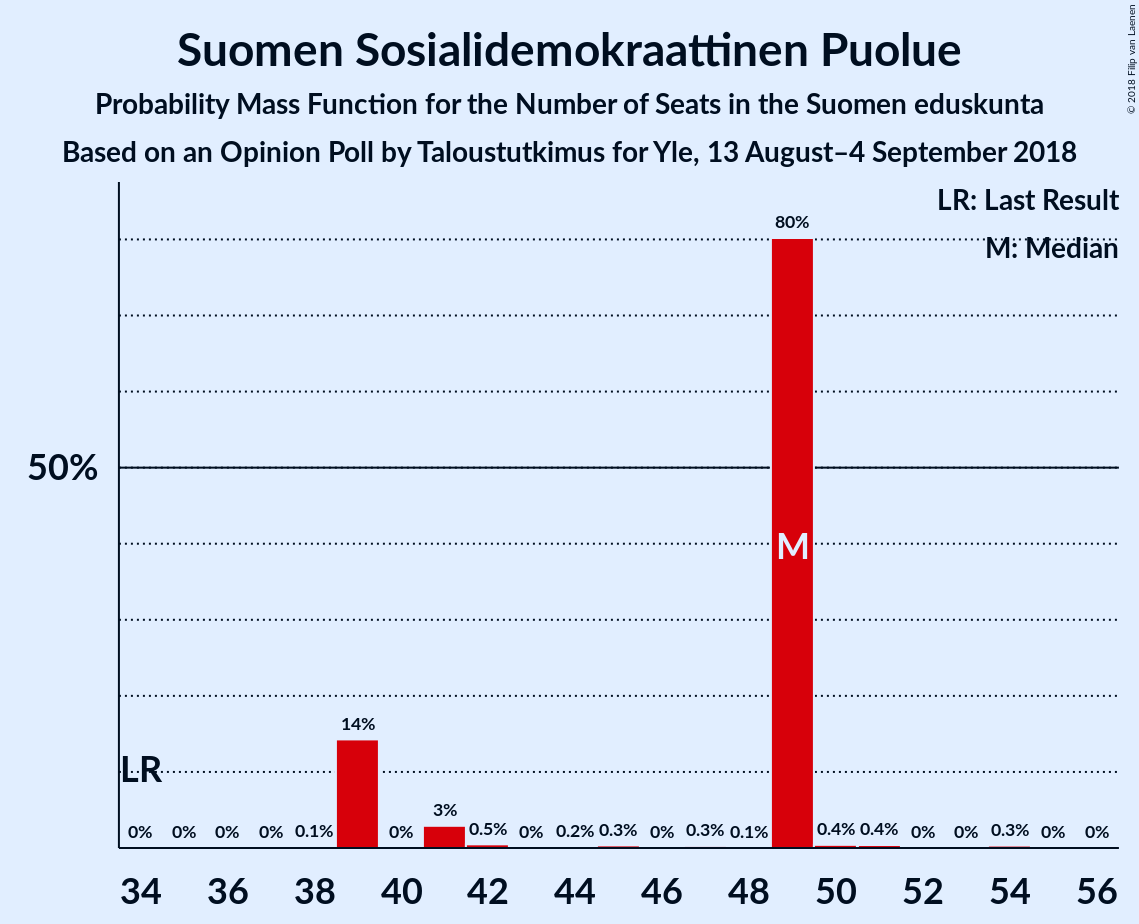 Suomen Sosialidemokraattinen Puolue
Probability Mass Function for the Number of Seats in the Suomen eduskunta
Based on an Opinion Poll by Taloustutkimus for Yle, 13 August–4 September 2018
© 2018 Filip van Laenen
LR: Last Result
M: Median
80%
50%
M
14%
LR
3%
0% 0% 0% 0% 0.1% 0% 0.5% 0% 0.2% 0.3% 0% 0.3% 0.1% 0.4% 0.4% 0% 0% 0.3% 0% 0%
34 36 38 40 42 44 46 48 50 52 54 56